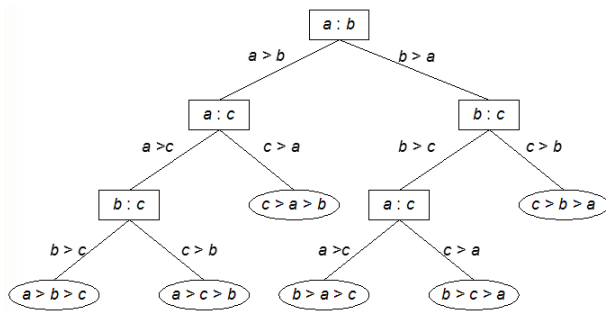 a : b
a > b
b > a
a : c
b : c
a >c
c > a
b > c
c > b
b : c
c > a > b
a : c
c > b > a
b > c
c > b
a >c
c > a
a > b > c
a > c > b
b > a > c
b > c > a